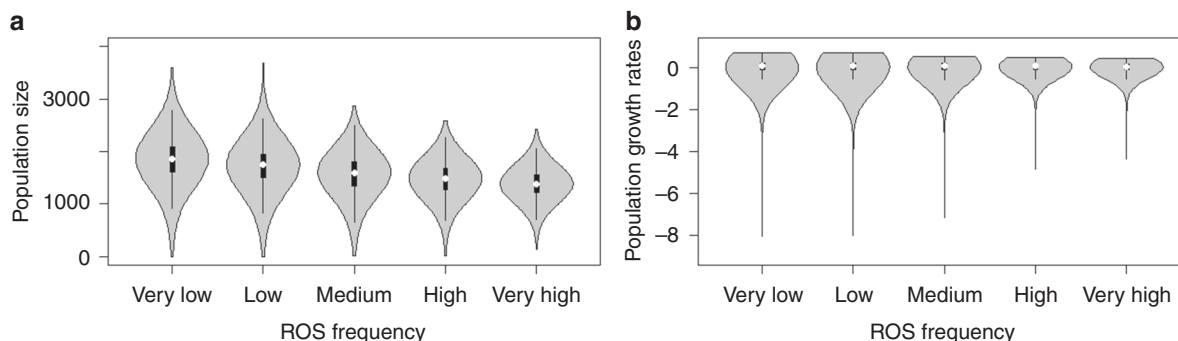 a
Population size
3000
1000
0
Very low Low Medium High Very high
ROS frequency
b
Population growth rates
0
–2
–4
–6
–8
Very low Low Medium High Very high
ROS frequency